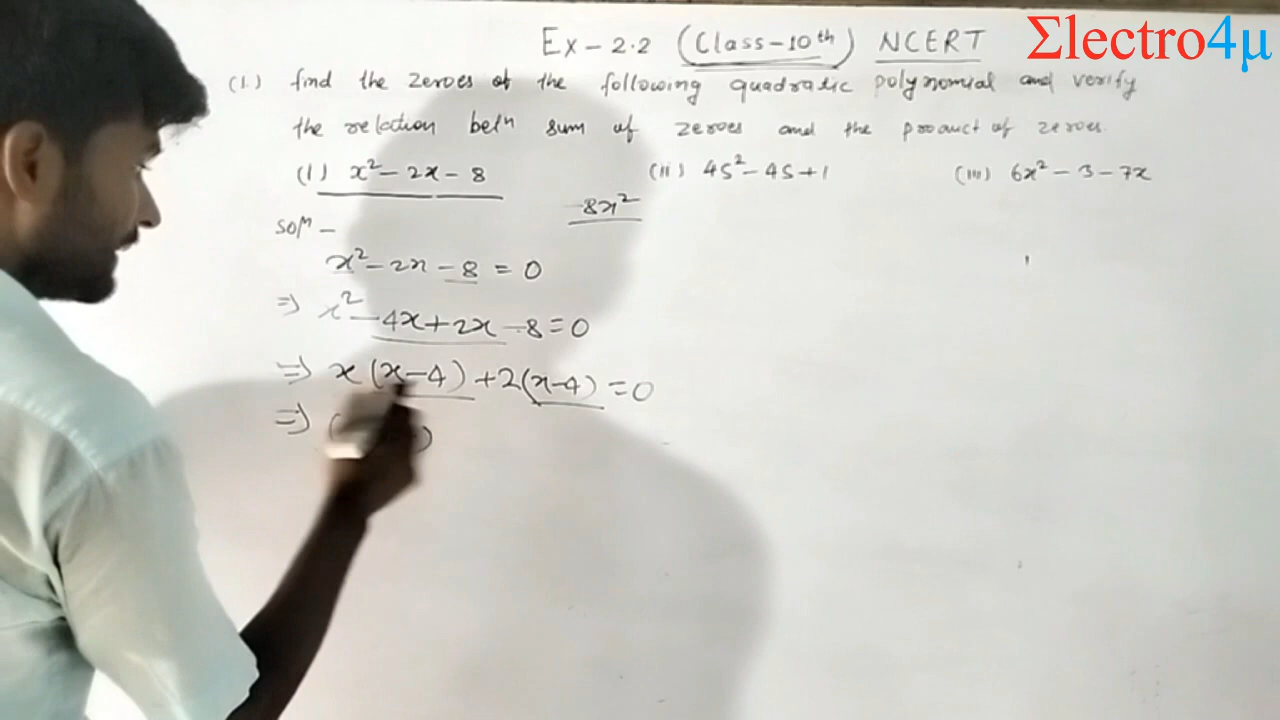 Σlectro4μ
Ex - 2.2 (Class-10th) NCERT
(1.) find the zeroes of the following quadratic polynomial and verify
the relation betn sum of zeroes and the product of zeroes.
(i) x² - 2x - 8 (ii) 4s² - 4s + 1 (iii) 6x² - 3 - 7x
-8x²
Soln -
x² - 2x - 8 = 0
⇒ x² - 4x + 2x - 8 = 0
⇒ x (x - 4) + 2 (x - 4) = 0
⇒ (